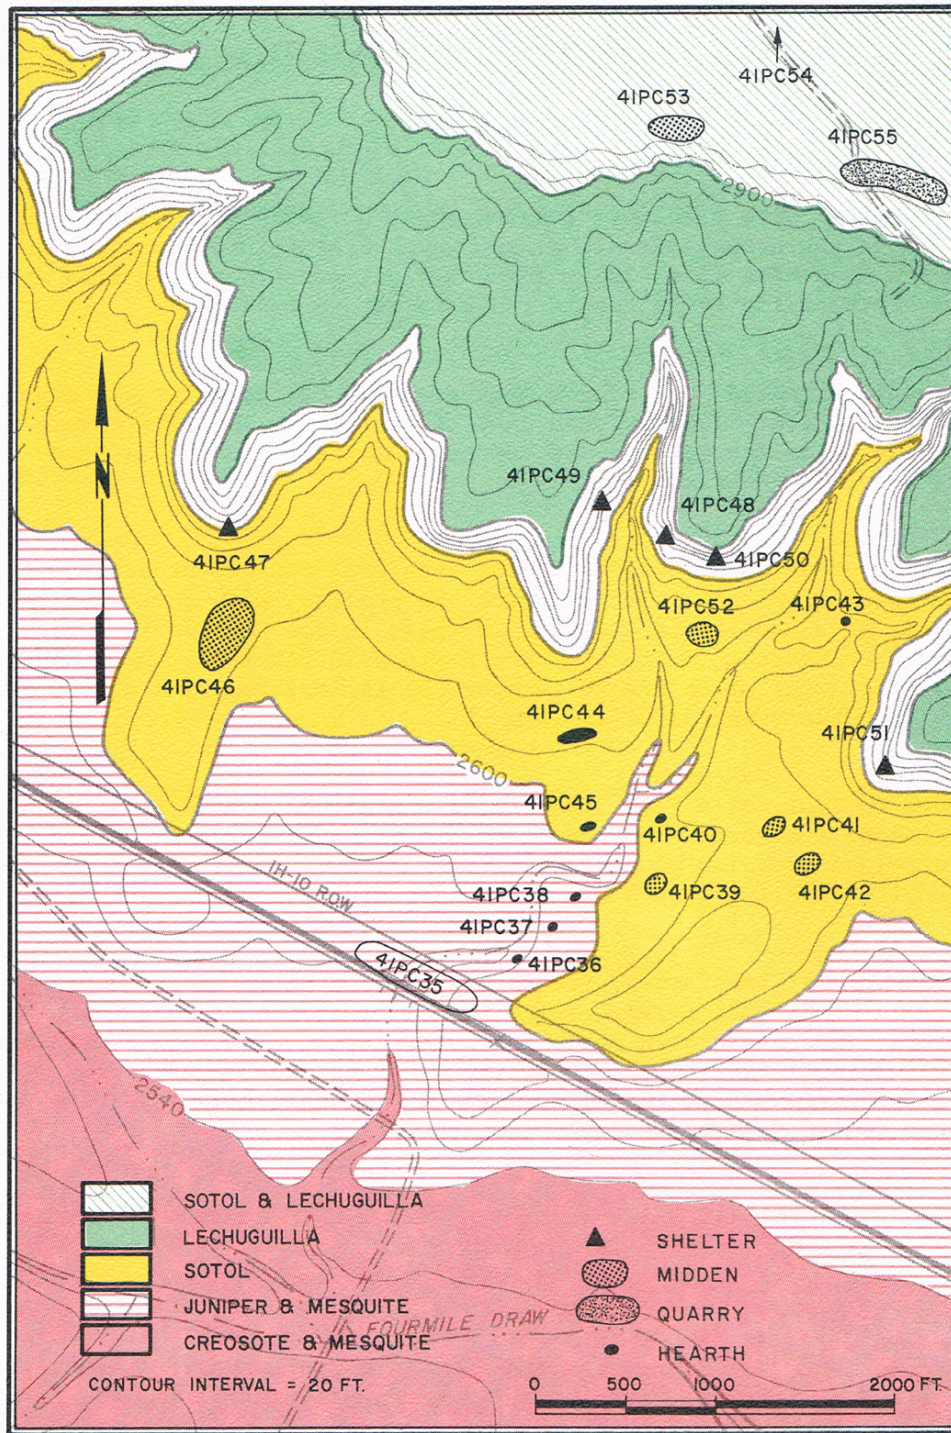 41PC54
41PC53
41PC55
2900
41PC49
41PC48
N
41PC47
41PC50
41PC52
41PC43
41PC46
41PC44
41PC51
2600
41PC45
41PC40
41PC41
IH-10 R.O.W.
41PC38
41PC39
41PC42
41PC37
41PC36
41PC35
2540
SOTOL & LECHUGUILLA
LECHUGUILLA
SOTOL
JUNIPER & MESQUITE
CREOSOTE & MESQUITE
CONTOUR INTERVAL = 20 FT.
FOURMILE DRAW
SHELTER
MIDDEN
QUARRY
HEARTH
0 500 1000 2000 FT.